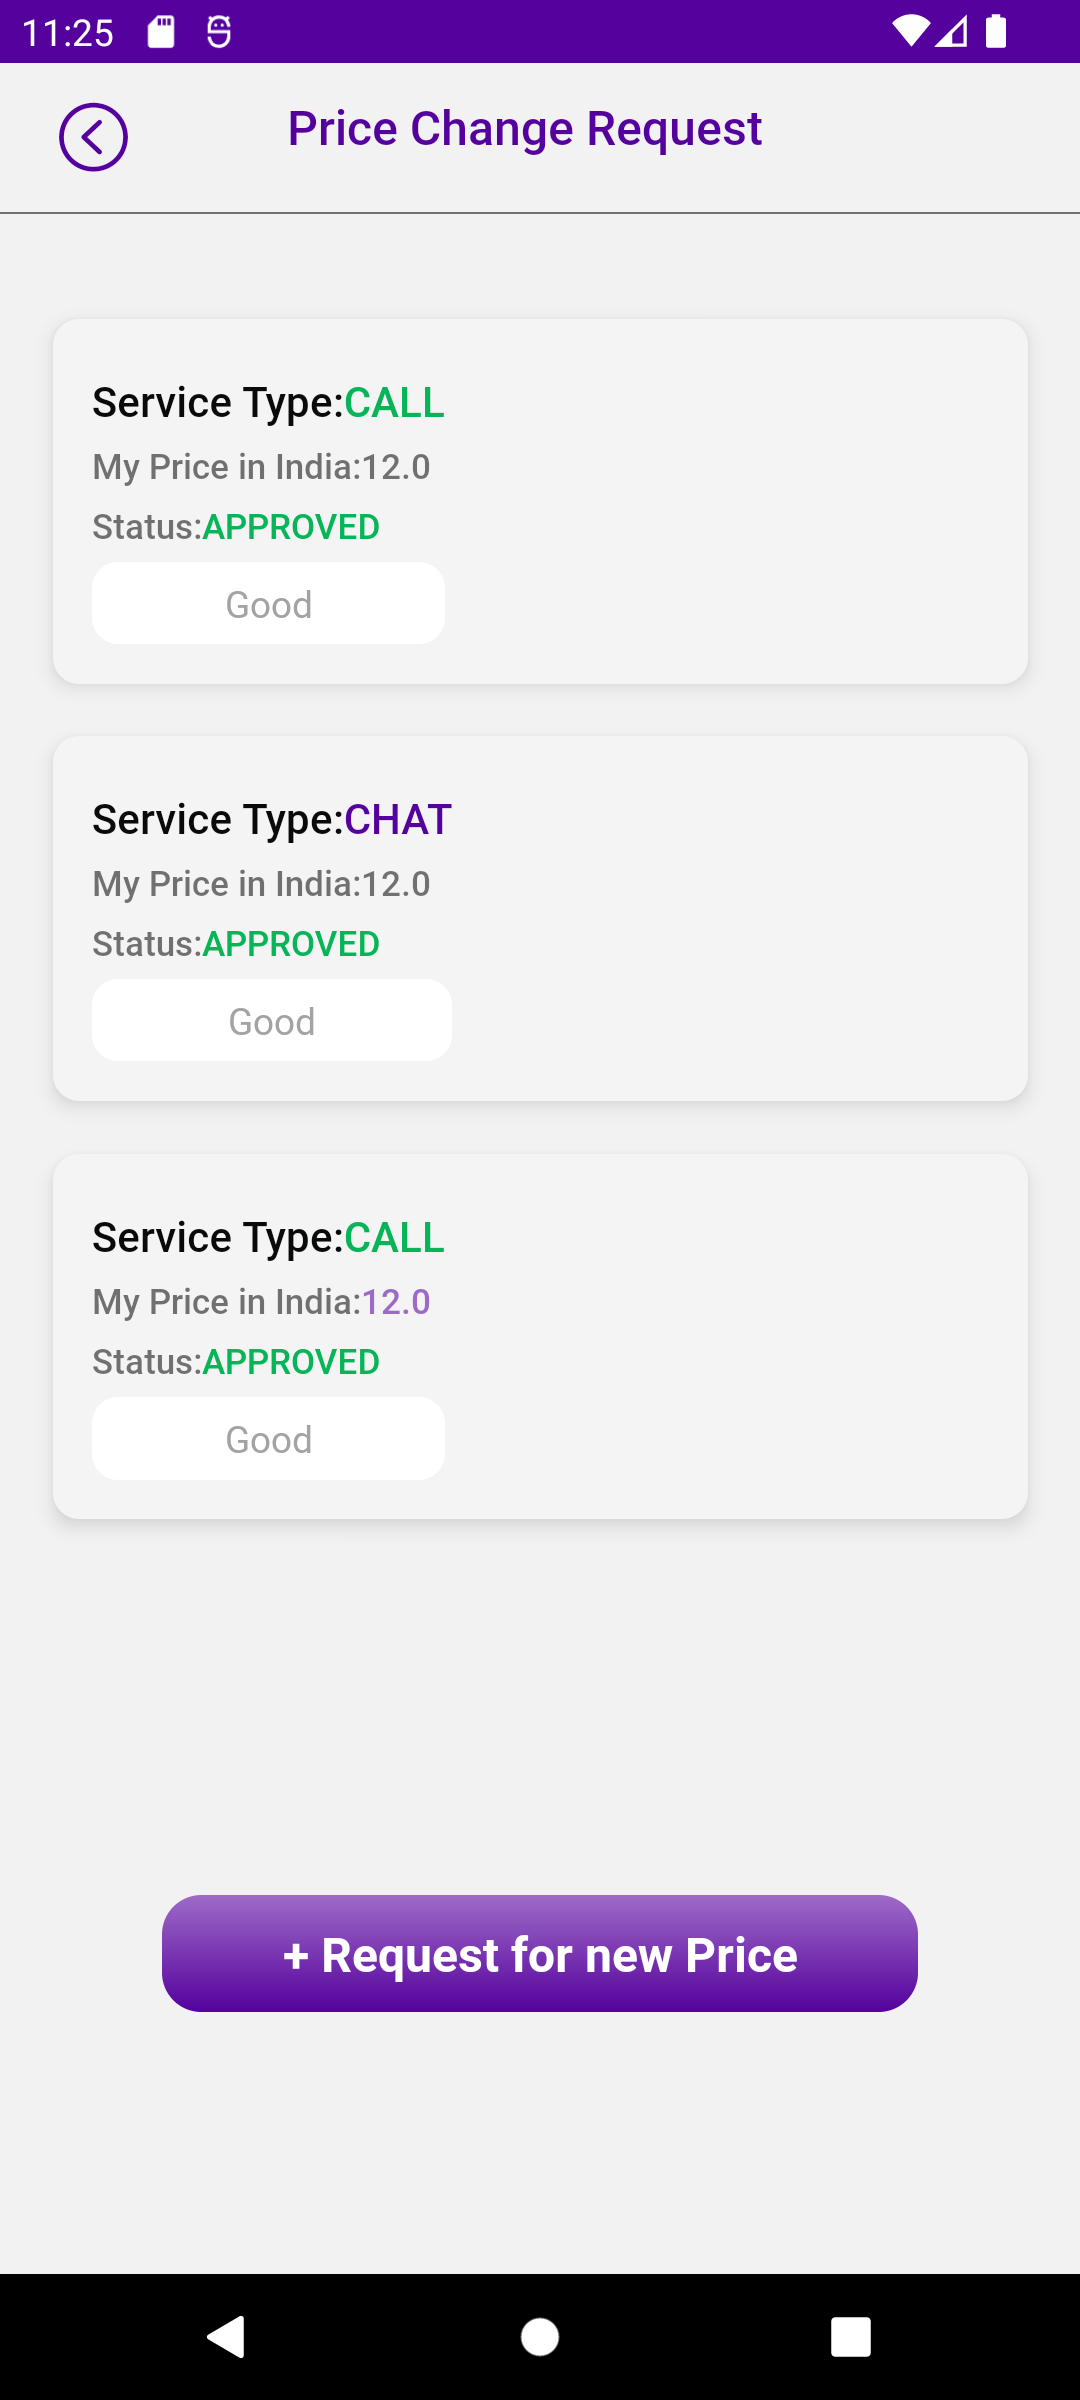 11:25
Price Change Request
Service Type:CALL
My Price in India:12.0
Status:APPROVED
Good
Service Type:CHAT
My Price in India:12.0
Status:APPROVED
Good
Service Type:CALL
My Price in India:12.0
Status:APPROVED
Good
+ Request for new Price